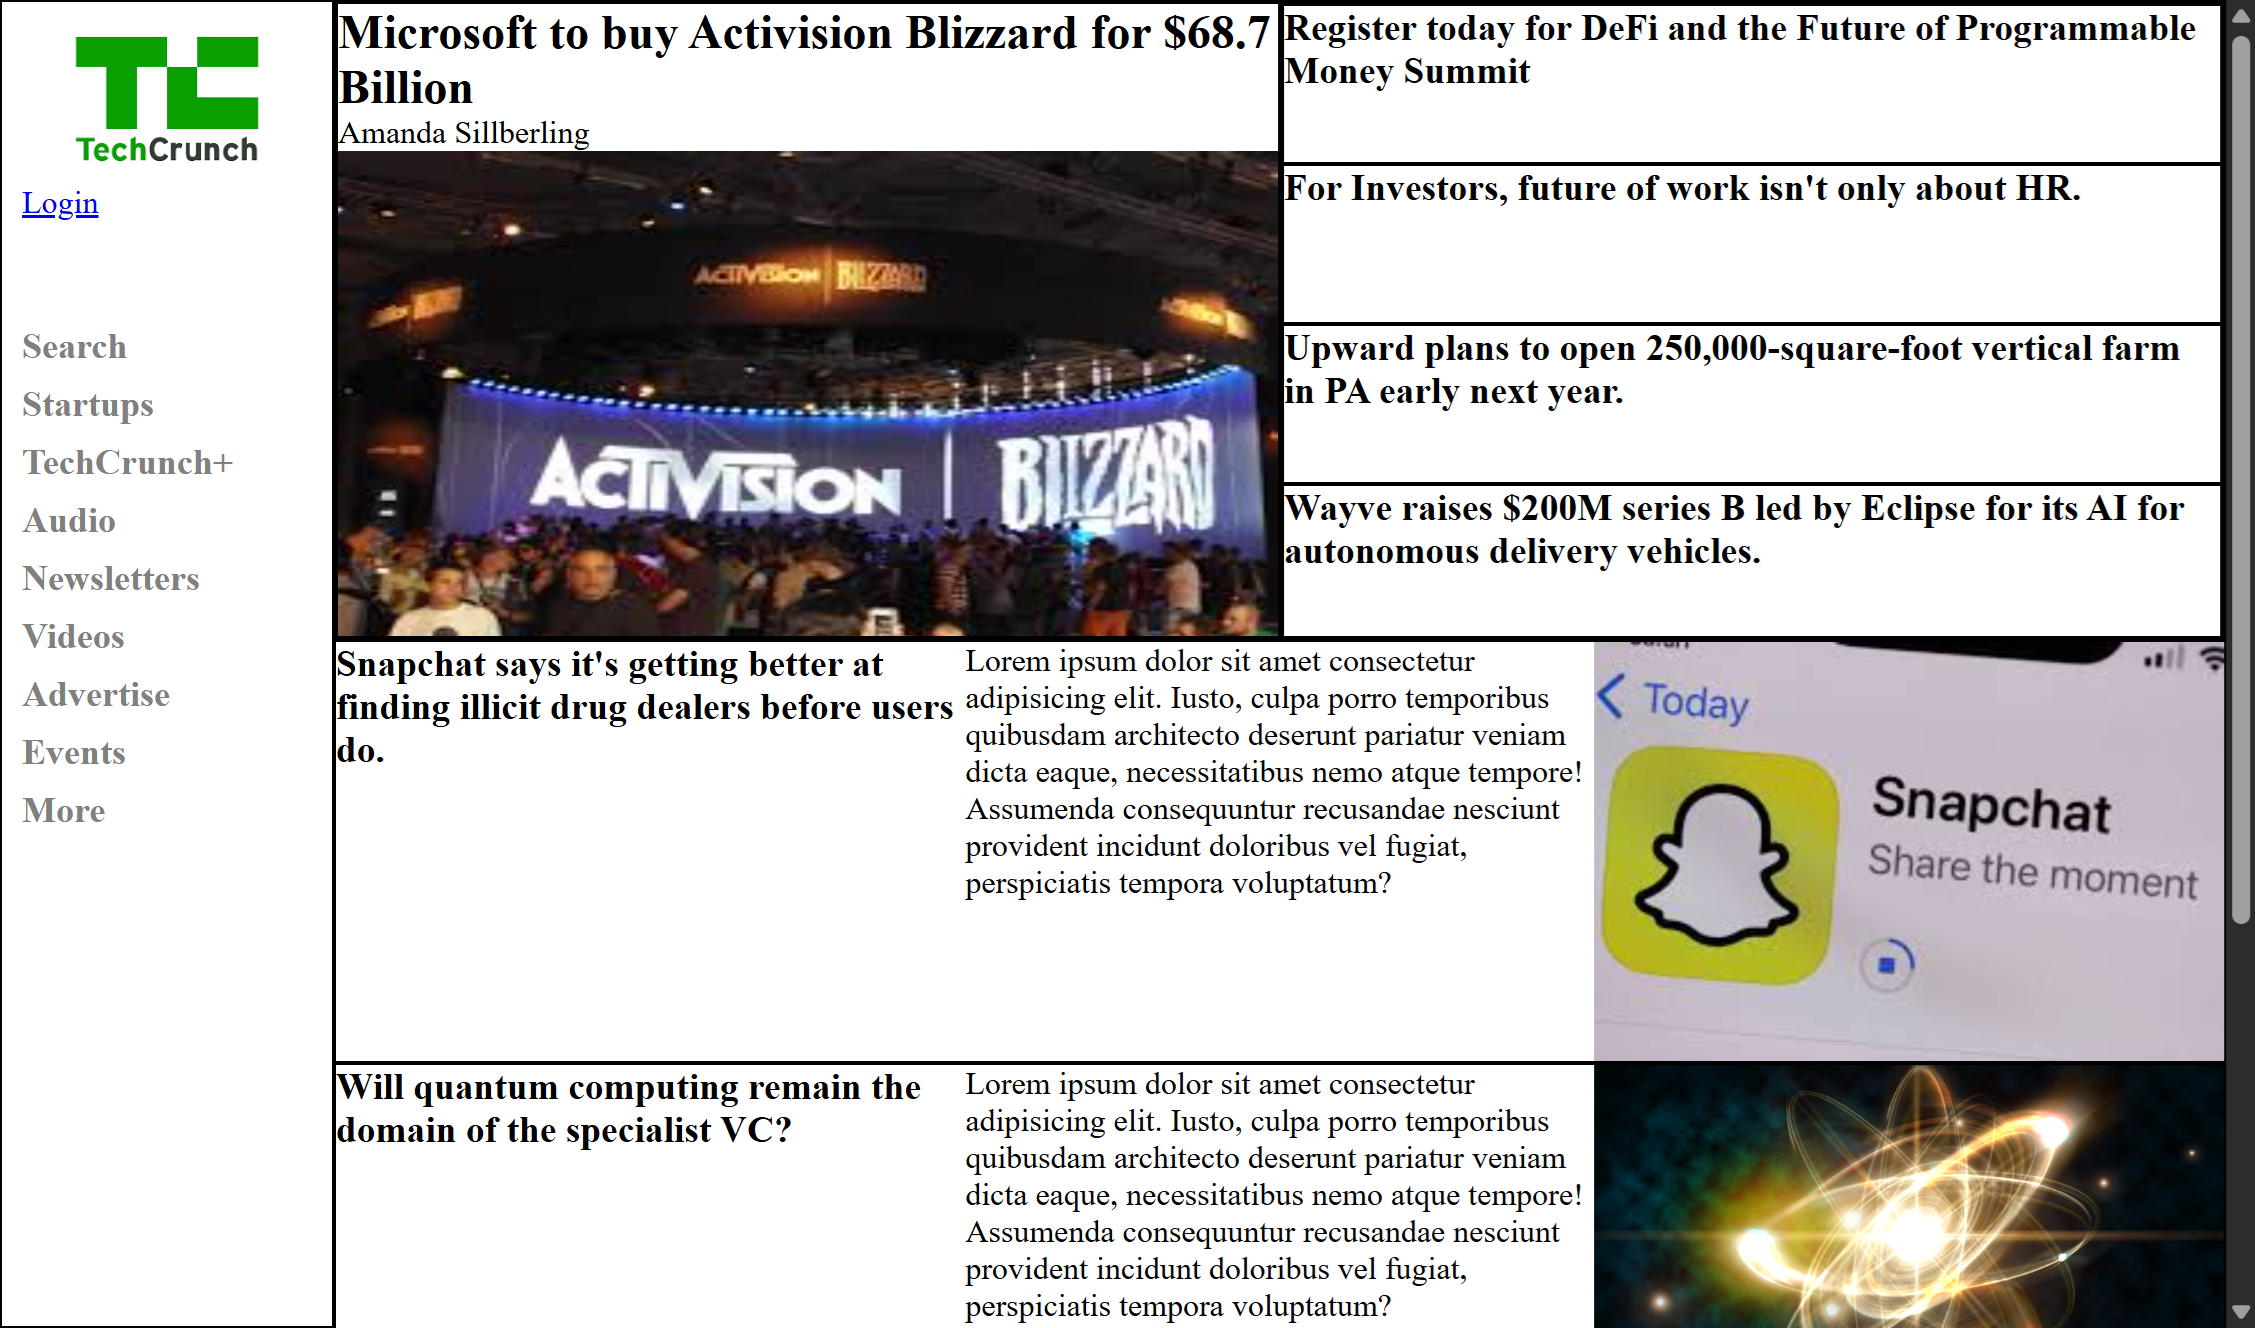 TechCrunch
Login
Search
Startups
TechCrunch+
Audio
Newsletters
Videos
Advertise
Events
More
Microsoft to buy Activision Blizzard for $68.7
Billion
Amanda Sillberling
ACTIVISION | BLIZZARD
ACTIVISION | BLIZZARD
Register today for DeFi and the Future of Programmable
Money Summit
For Investors, future of work isn't only about HR.
Upward plans to open 250,000-square-foot vertical farm
in PA early next year.
Wayve raises $200M series B led by Eclipse for its AI for
autonomous delivery vehicles.
Snapchat says it's getting better at
finding illicit drug dealers before users
do.
Lorem ipsum dolor sit amet consectetur
adipisicing elit. Iusto, culpa porro temporibus
quibusdam architecto deserunt pariatur veniam
dicta eaque, necessitatibus nemo atque tempore!
Assumenda consequuntur recusandae nesciunt
provident incidunt doloribus vel fugiat,
perspiciatis tempora voluptatum?
Today
Snapchat
Share the moment
Will quantum computing remain the
domain of the specialist VC?
Lorem ipsum dolor sit amet consectetur
adipisicing elit. Iusto, culpa porro temporibus
quibusdam architecto deserunt pariatur veniam
dicta eaque, necessitatibus nemo atque tempore!
Assumenda consequuntur recusandae nesciunt
provident incidunt doloribus vel fugiat,
perspiciatis tempora voluptatum?